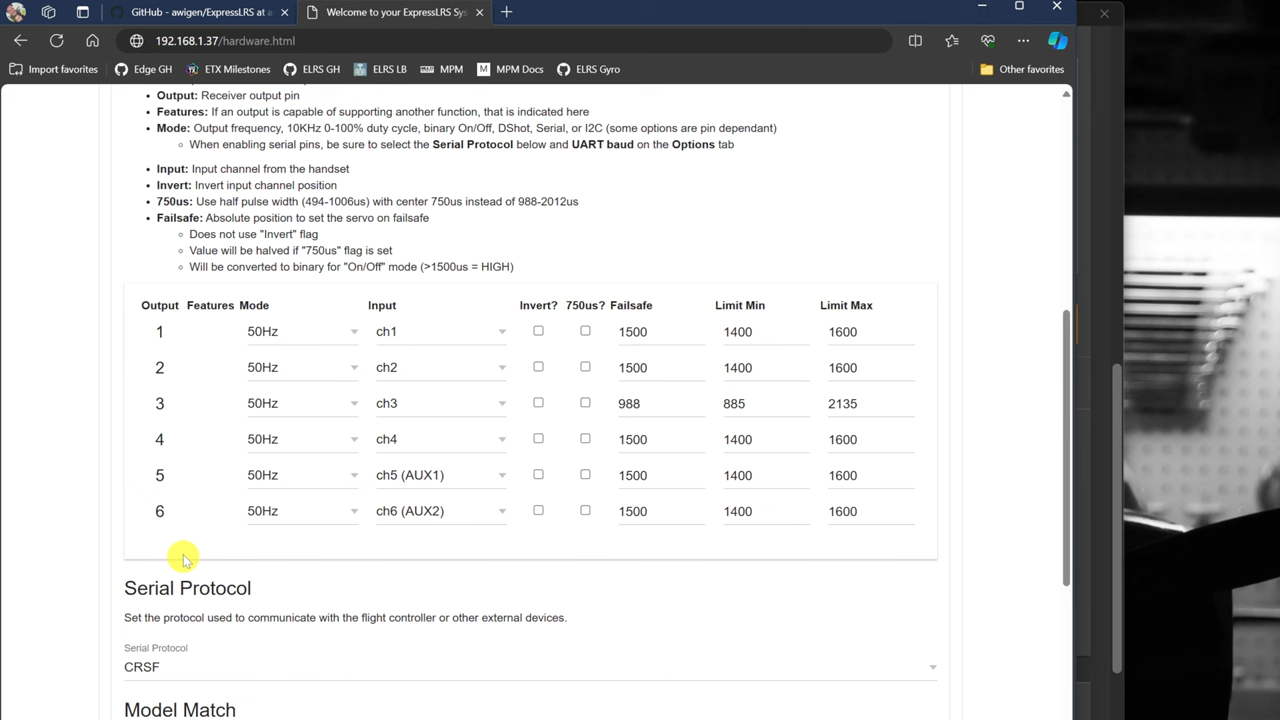 GitHub - awigen/ExpressLRS at a
Welcome to your ExpressLRS Sys
192.168.1.37/hardware.html
Import favorites
Edge GH
ETX Milestones
ELRS GH
ELRS LB
MPM
MPM Docs
ELRS Gyro
Other favorites
Output: Receiver output pin
Features: If an output is capable of supporting another function, that is indicated here
Mode: Output frequency, 10KHz 0-100% duty cycle, binary On/Off, DShot, Serial, or I2C (some options are pin dependant)
When enabling serial pins, be sure to select the Serial Protocol below and UART baud on the Options tab
Input: Input channel from the handset
Invert: Invert input channel position
750us: Use half pulse width (494-1006us) with center 750us instead of 988-2012us
Failsafe: Absolute position to set the servo on failsafe
Does not use "Invert" flag
Value will be halved if "750us" flag is set
Will be converted to binary for "On/Off" mode (>1500us = HIGH)
Output Features Mode Input Invert? 750us? Failsafe Limit Min Limit Max
1 50Hz ch1 1500 1400 1600
2 50Hz ch2 1500 1400 1600
3 50Hz ch3 988 885 2135
4 50Hz ch4 1500 1400 1600
5 50Hz ch5 (AUX1) 1500 1400 1600
6 50Hz ch6 (AUX2) 1500 1400 1600
Serial Protocol
Set the protocol used to communicate with the flight controller or other external devices.
Serial Protocol
CRSF
Model Match